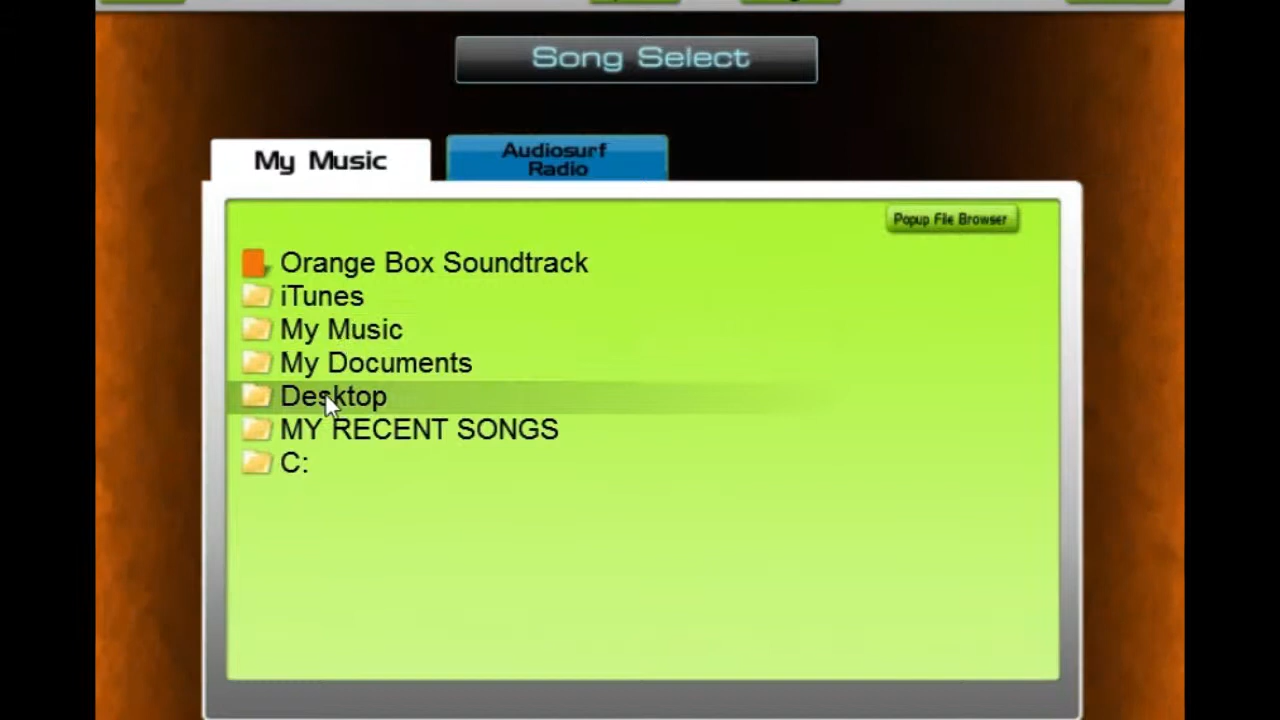 Song Select
My Music
Audiosurf
Radio
Popup File Browser
Orange Box Soundtrack
iTunes
My Music
My Documents
Desktop
MY RECENT SONGS
C: